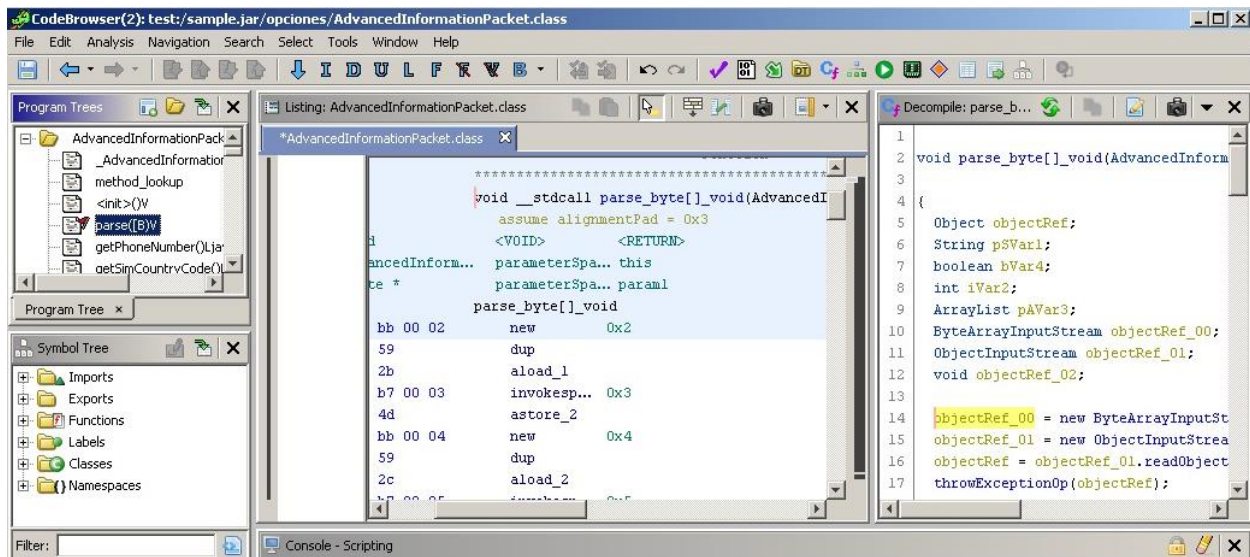 CodeBrowser(2): test:/sample.jar/opciones/AdvancedInformationPacket.class
File Edit Analysis Navigation Search Select Tools Window Help
I D U L F B
Program Trees
AdvancedInformationPack
_AdvancedInformation
method_lookup
<init>()V
parse([B)V
getPhoneNumber()Lja
getSimCountryCode()L
Program Tree ×
Symbol Tree
Imports
Exports
Functions
Labels
Classes
Namespaces
Filter:
Listing: AdvancedInformationPacket.class
*AdvancedInformationPacket.class
void __stdcall parse_byte[]_void(AdvancedI
assume alignmentPad = 0x3
d <VOID> <RETURN>
ancedInform... parameterSpa... this
te * parameterSpa... param1
parse_byte[]_void
bb 00 02 new 0x2
59 dup
2b aload_1
b7 00 03 invokesp... 0x3
4d astore_2
bb 00 04 new 0x4
59 dup
2c aload_2
Decompile: parse_b...
1
2 void parse_byte[]_void(AdvancedInform
3
4 {
5 Object objectRef;
6 String pSVar1;
7 boolean bVar4;
8 int iVar2;
9 ArrayList pAVar3;
10 ByteArrayInputStream objectRef_00;
11 ObjectInputStream objectRef_01;
12 void objectRef_02;
13
14 objectRef_00 = new ByteArrayInputSt
15 objectRef_01 = new ObjectInputStrea
16 objectRef = objectRef_01.readObject
17 throwExceptionOp(objectRef);
Console - Scripting